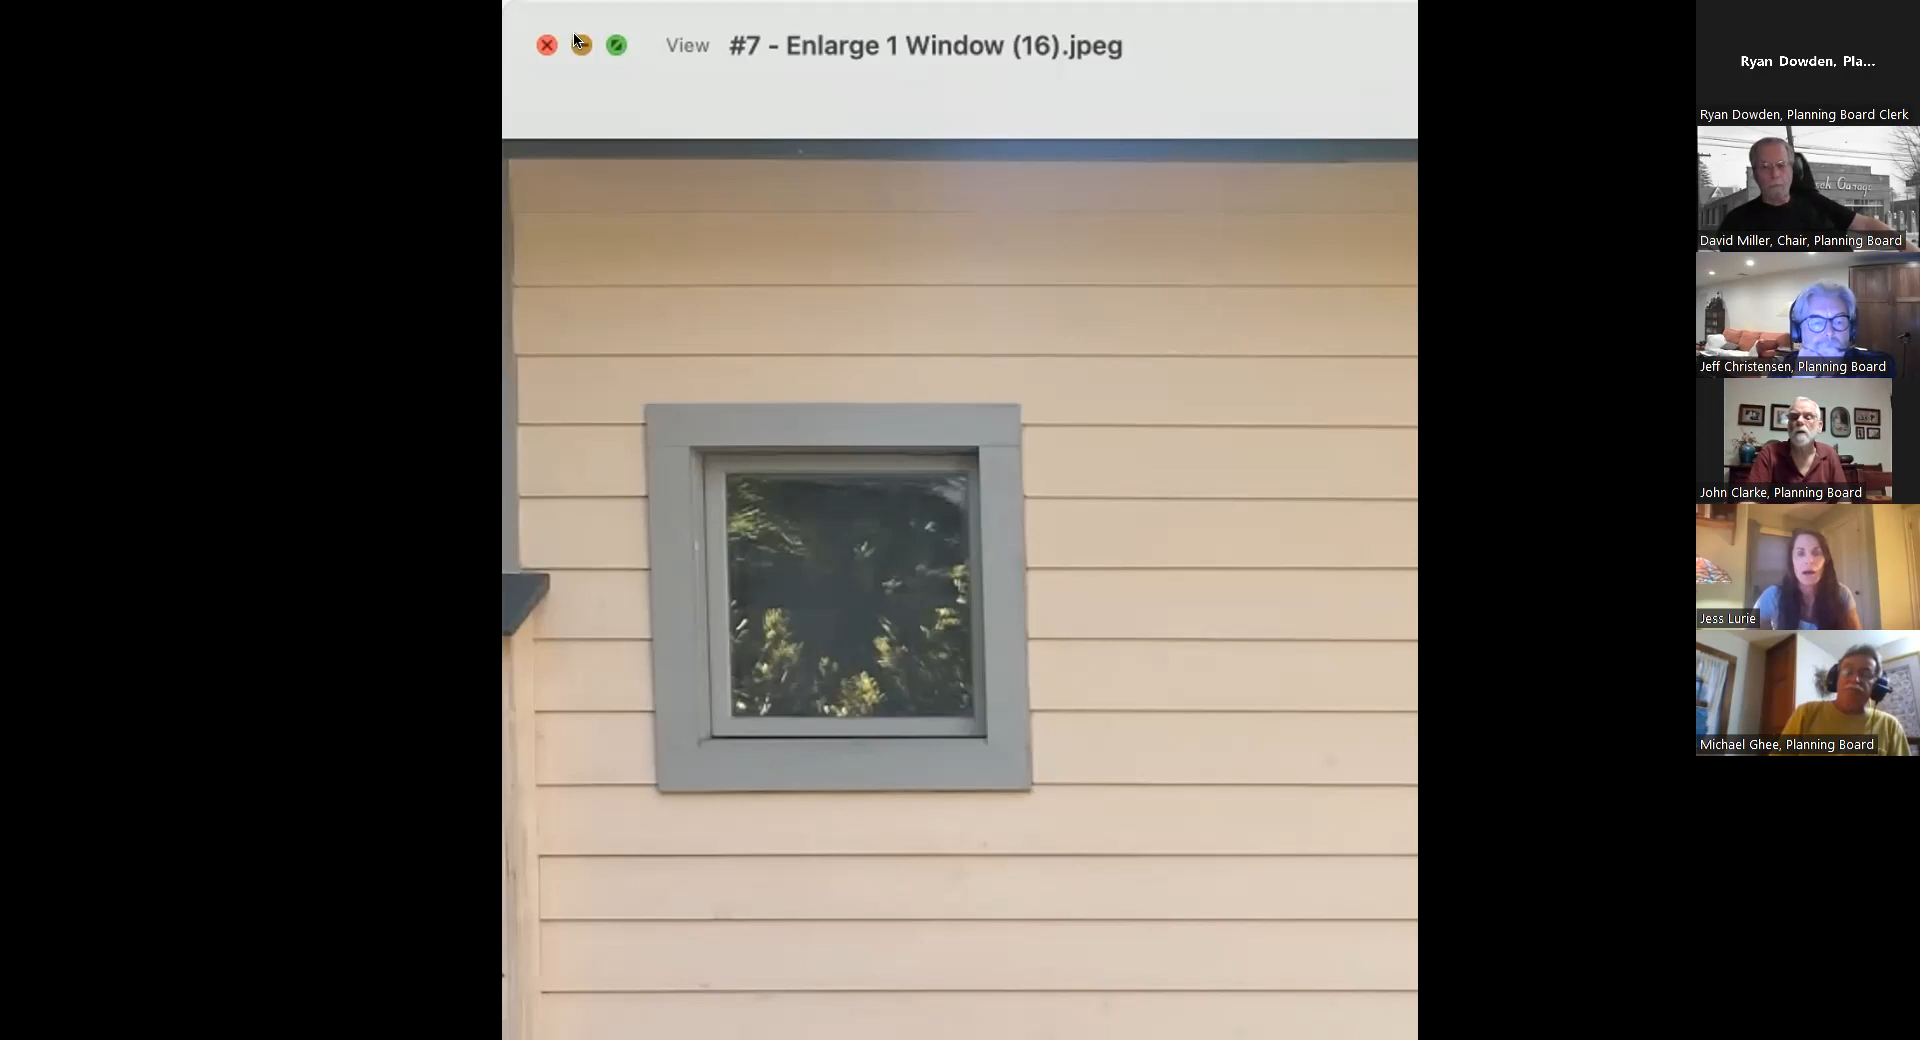 View #7 - Enlarge 1 Window (16).jpeg
Ryan Dowden, Pla...
Ryan Dowden, Planning Board Clerk
Garage
David Miller, Chair, Planning Board
Jeff Christensen, Planning Board
John Clarke, Planning Board
Jess Lurie
Michael Ghee, Planning Board